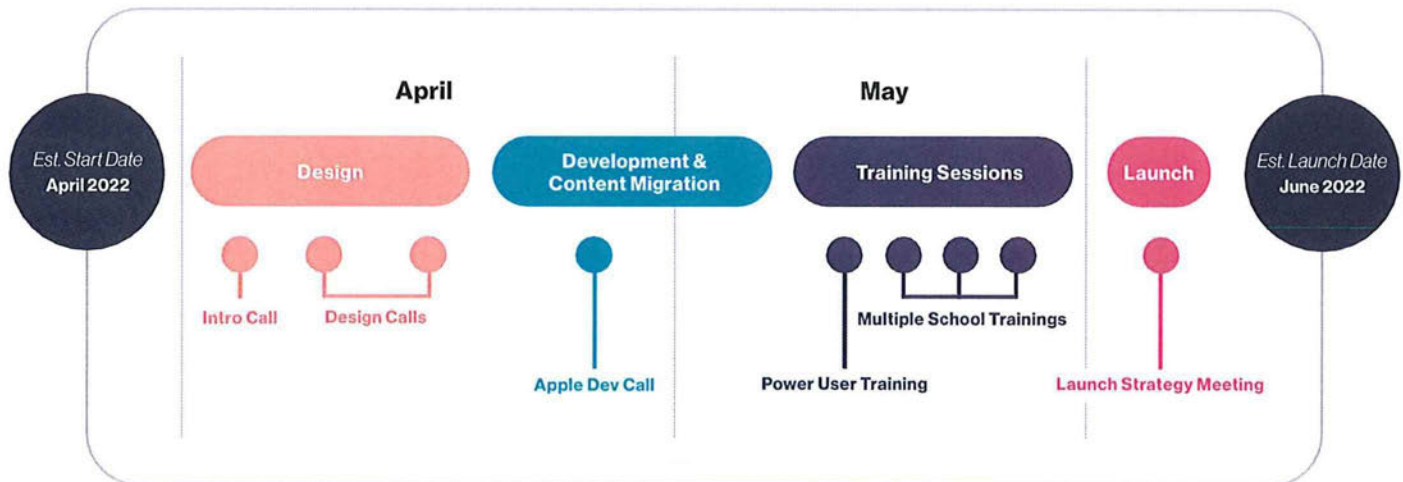 April
May
Est. Start Date
April 2022
Design
Development &
Content Migration
Training Sessions
Launch
Est. Launch Date
June 2022
Intro Call
Design Calls
Multiple School Trainings
Apple Dev Call
Power User Training
Launch Strategy Meeting